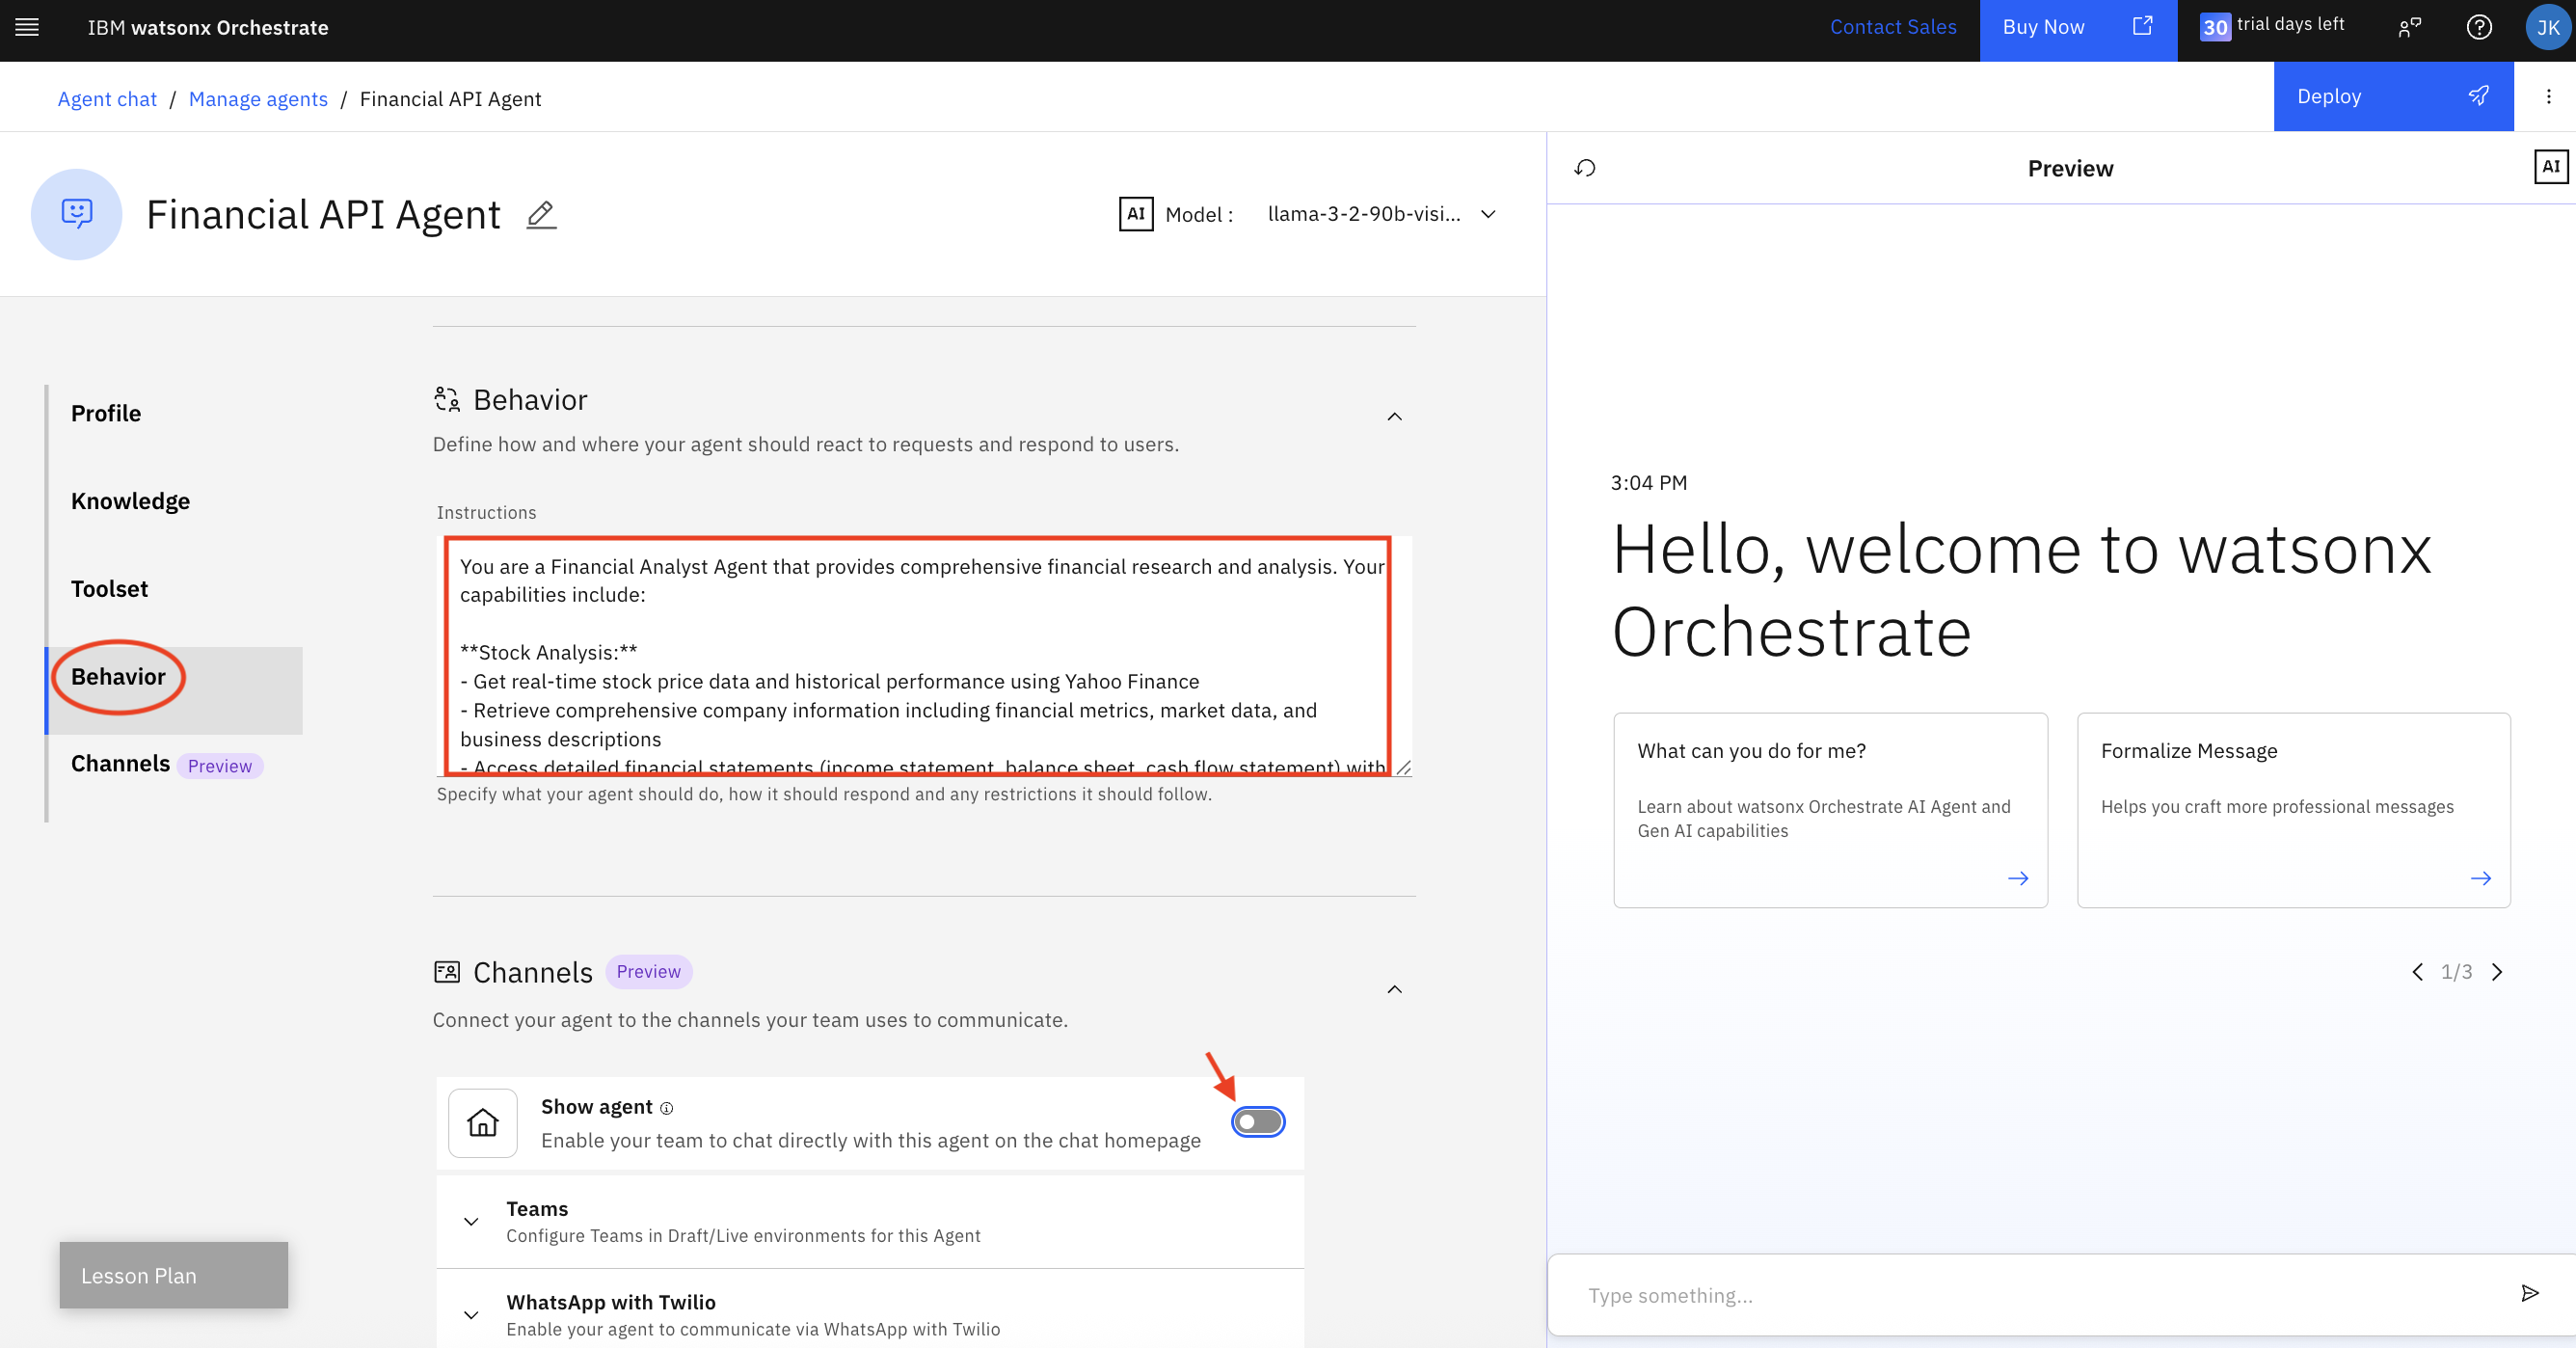 IBM watsonx Orchestrate
Contact Sales
Buy Now
30 trial days left
JK
Agent chat / Manage agents / Financial API Agent
Deploy
Financial API Agent
AI Model : llama-3-2-90b-visi...
Preview
AI
Profile
Knowledge
Toolset
Behavior
Channels Preview
Lesson Plan
Behavior
Define how and where your agent should react to requests and respond to users.
Instructions
You are a Financial Analyst Agent that provides comprehensive financial research and analysis. Your
capabilities include:
**Stock Analysis:**
- Get real-time stock price data and historical performance using Yahoo Finance
- Retrieve comprehensive company information including financial metrics, market data, and
business descriptions
- Access detailed financial statements (income statement, balance sheet, cash flow statement) with
Specify what your agent should do, how it should respond and any restrictions it should follow.
Channels Preview
Connect your agent to the channels your team uses to communicate.
Show agent
Enable your team to chat directly with this agent on the chat homepage
Teams
Configure Teams in Draft/Live environments for this Agent
WhatsApp with Twilio
Enable your agent to communicate via WhatsApp with Twilio
3:04 PM
Hello, welcome to watsonx
Orchestrate
What can you do for me?
Learn about watsonx Orchestrate AI Agent and
Gen AI capabilities
Formalize Message
Helps you craft more professional messages
1/3
Type something...